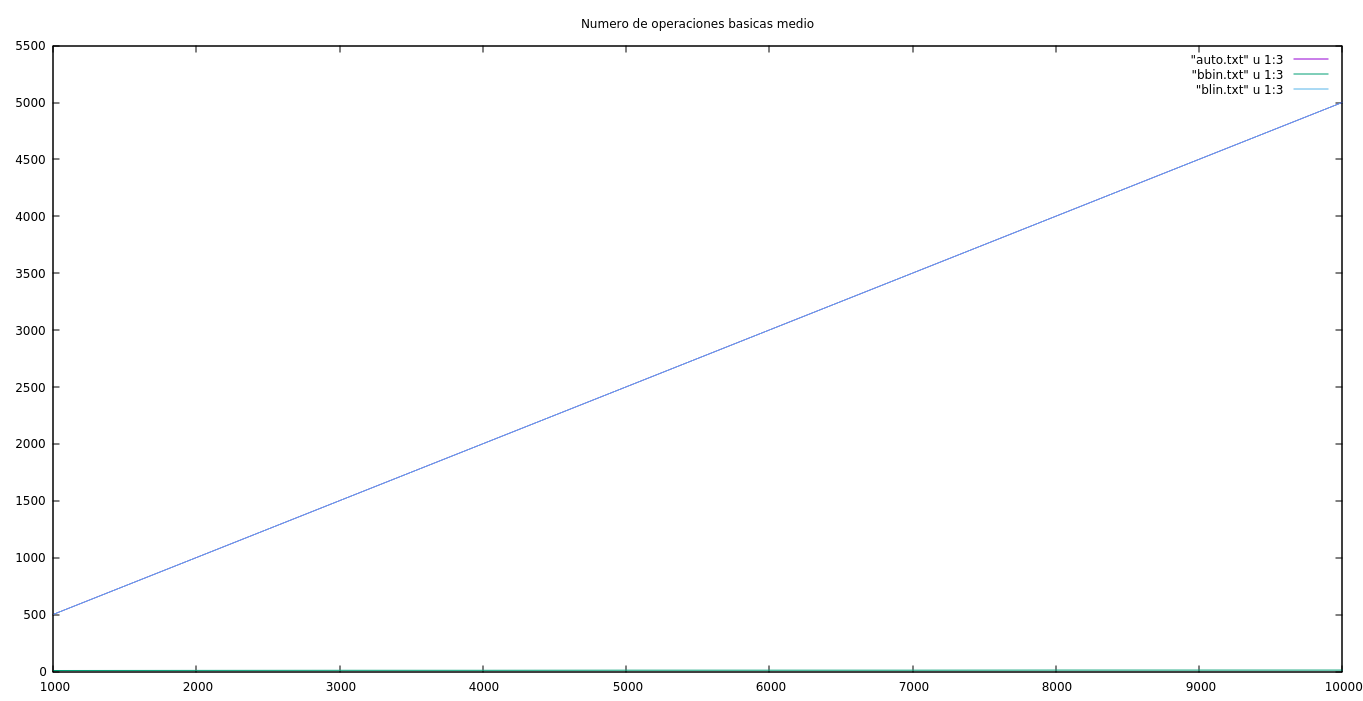 Numero de operaciones basicas medio
5500
"auto.txt" u 1:3
"bbin.txt" u 1:3
"blin.txt" u 1:3
5000
4500
4000
3500
3000
2500
2000
1500
1000
500
0
1000 2000 3000 4000 5000 6000 7000 8000 9000 10000